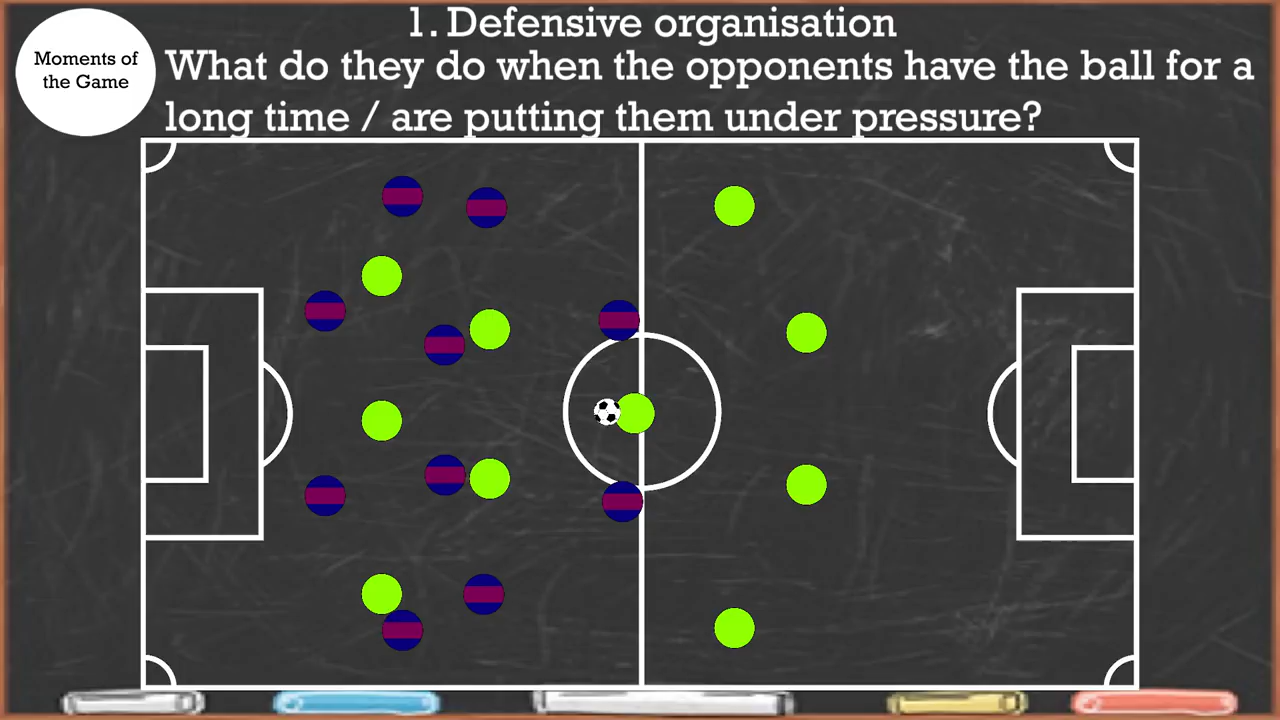 1. Defensive organisation
Moments of
the Game
What do they do when the opponents have the ball for a
long time / are putting them under pressure?